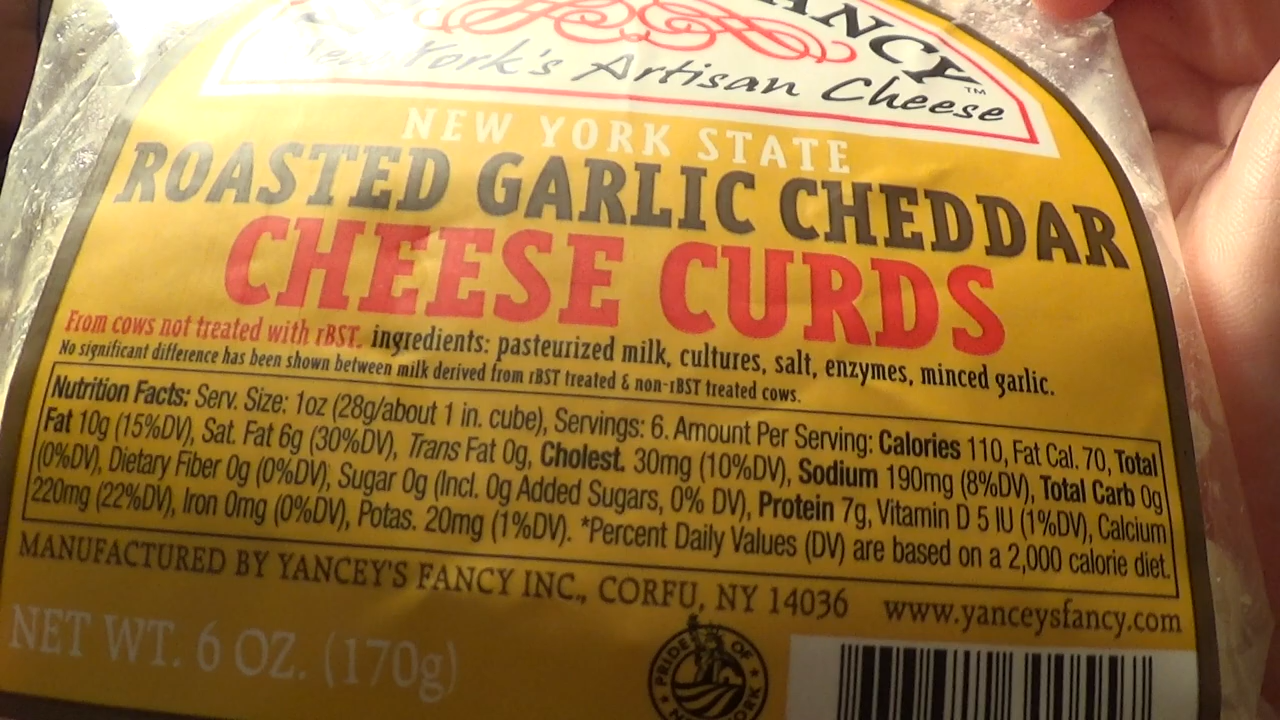 ANCY™
New York's Artisan Cheese
NEW YORK STATE
ROASTED GARLIC CHEDDAR
CHEESE CURDS
From cows not treated with rBST. ingredients: pasteurized milk, cultures, salt, enzymes, minced garlic.
No significant difference has been shown between milk derived from rBST treated & non-rBST treated cows.
Nutrition Facts: Serv. Size: 1oz (28g/about 1 in. cube), Servings: 6. Amount Per Serving: Calories 110, Fat Cal. 70, Total
Fat 10g (15%DV), Sat. Fat 6g (30%DV), Trans Fat 0g, Cholest. 30mg (10%DV), Sodium 190mg (8%DV), Total Carb 0g
(0%DV), Dietary Fiber 0g (0%DV), Sugar 0g (Incl. 0g Added Sugars, 0% DV), Protein 7g, Vitamin D 5 IU (1%DV), Calcium
220mg (22%DV), Iron 0mg (0%DV), Potas. 20mg (1%DV). *Percent Daily Values (DV) are based on a 2,000 calorie diet.
MANUFACTURED BY YANCEY'S FANCY INC., CORFU, NY 14036 www.yanceysfancy.com
NET WT. 6 OZ. (170g)
PRIDE OF